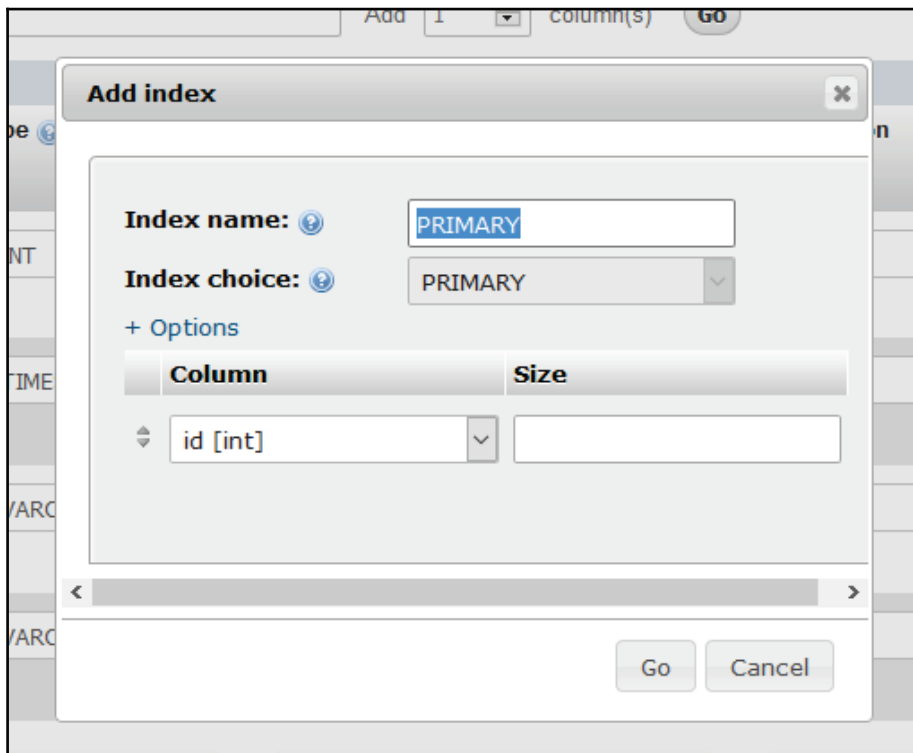 Add 1 column(s) Go
Add index
pe
n
Index name: PRIMARY
NT
Index choice: PRIMARY
+ Options
Column Size
TIME
id [int]
VARC
VARC
Go Cancel